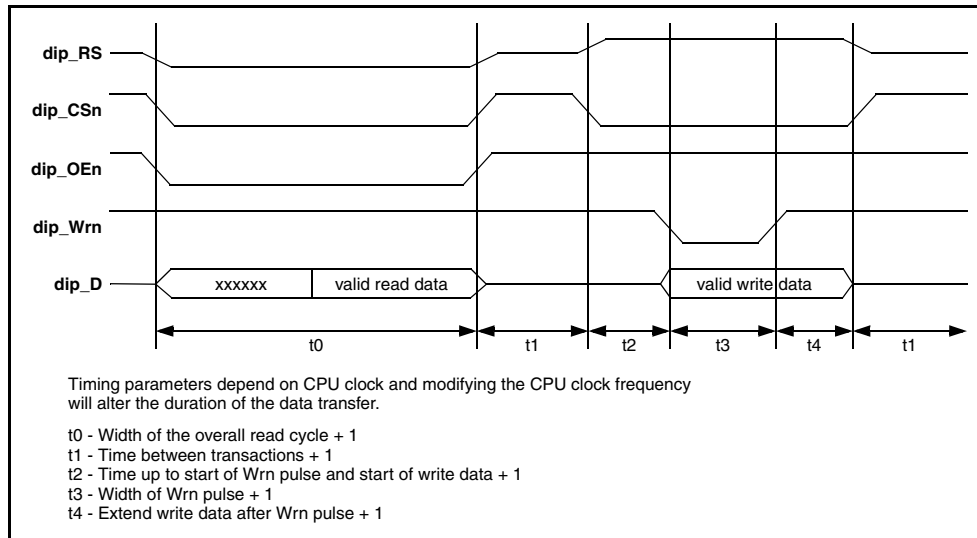 dip_RS
dip_CSn
dip_OEn
dip_Wrn
dip_D
xxxxxx valid read data valid write data
t0 t1 t2 t3 t4 t1
Timing parameters depend on CPU clock and modifying the CPU clock frequency
will alter the duration of the data transfer.
t0 - Width of the overall read cycle + 1
t1 - Time between transactions + 1
t2 - Time up to start of Wrn pulse and start of write data + 1
t3 - Width of Wrn pulse + 1
t4 - Extend write data after Wrn pulse + 1